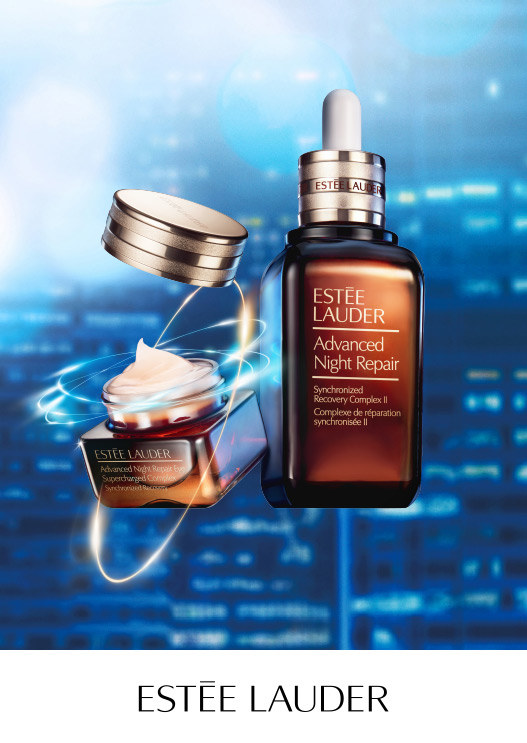 ESTĒE LAUDER
ESTĒE
LAUDER
Advanced
Night Repair
Synchronized
Recovery Complex II
Complexe de réparation
synchronisée II
ESTĒE LAUDER
Advanced Night Repair Eye
Supercharged Complex
Synchronized Recovery
ESTĒE LAUDER